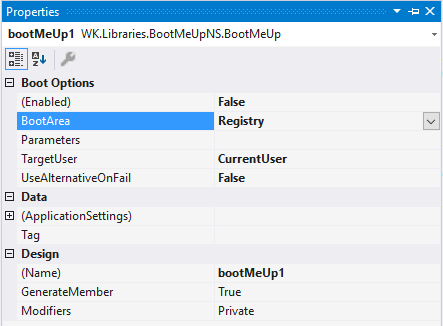 Properties
bootMeUp1 WK.Libraries.BootMeUpNS.BootMeUp
Boot Options
(Enabled) False
BootArea Registry
Parameters
TargetUser CurrentUser
UseAlternativeOnFail False
Data
(ApplicationSettings)
Tag
Design
(Name) bootMeUp1
GenerateMember True
Modifiers Private